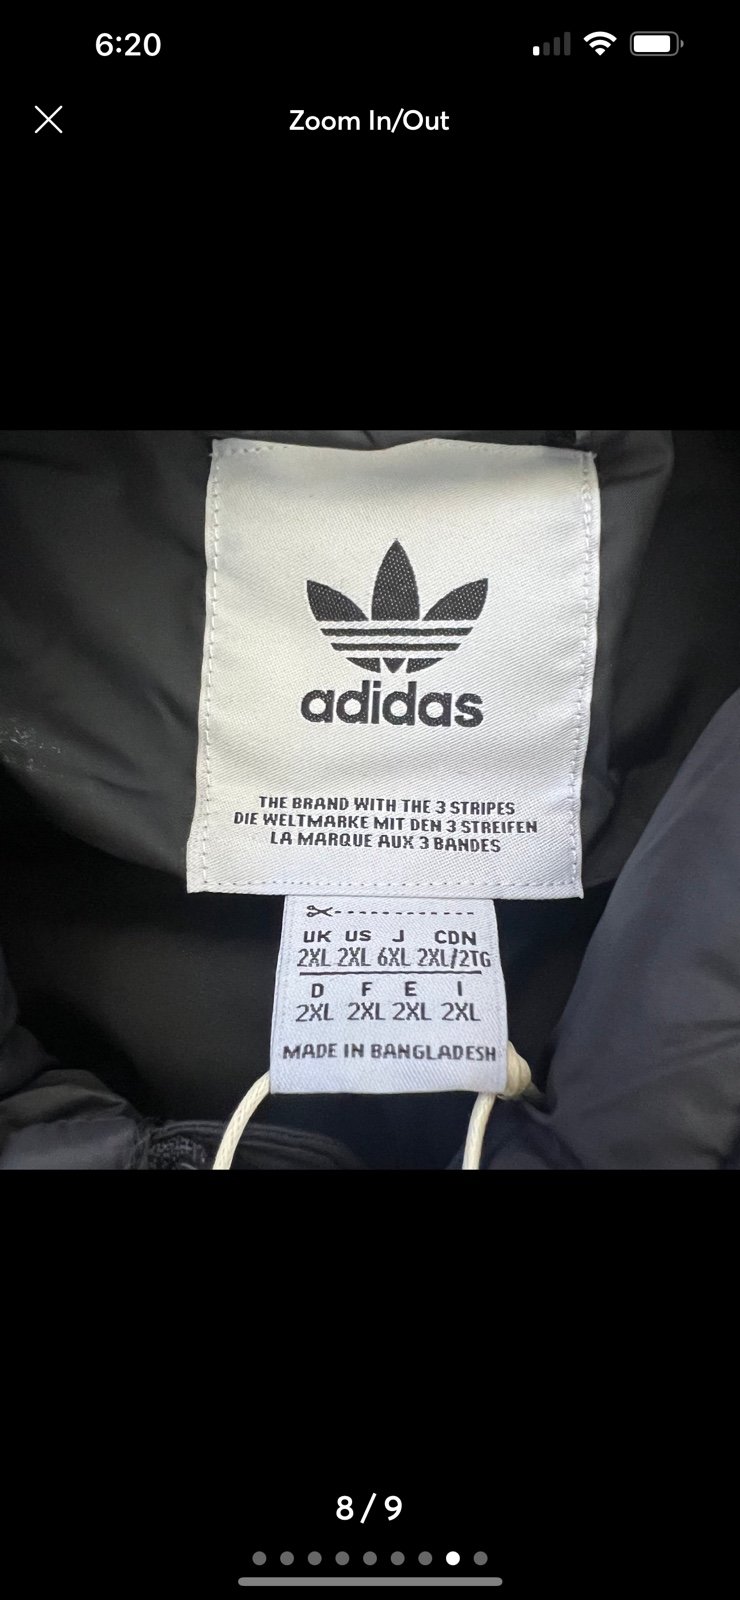 6:20
Zoom In/Out
adidas
THE BRAND WITH THE 3 STRIPES
DIE WELTMARKE MIT DEN 3 STREIFEN
LA MARQUE AUX 3 BANDES
UK US J CDN
2XL 2XL 6XL 2XL/2TG
D F E I
2XL 2XL 2XL 2XL
MADE IN BANGLADESH
8/9